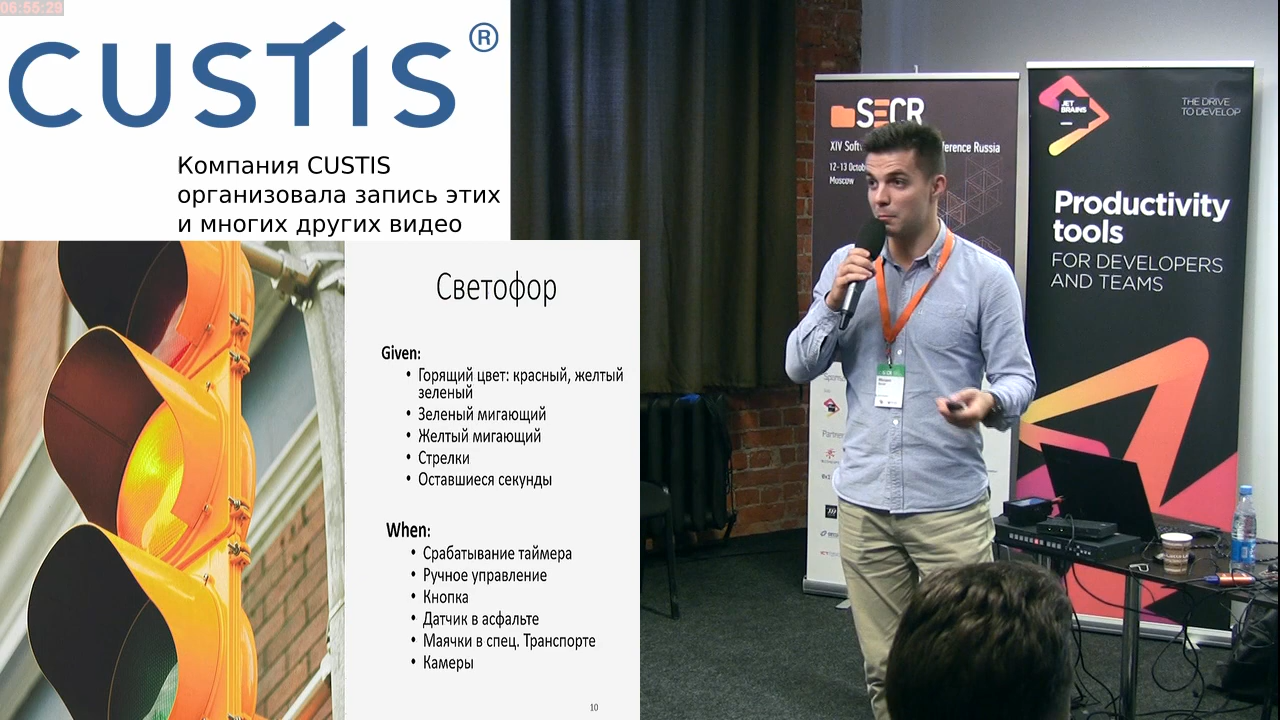 06:55:29
CUSTIS®
Компания CUSTIS
организовала запись этих
и многих других видео
Светофор
Given:
• Горящий цвет: красный, желтый
зеленый
• Зеленый мигающий
• Желтый мигающий
• Стрелки
• Оставшиеся секунды
When:
• Срабатывание таймера
• Ручное управление
• Кнопка
• Датчик в асфальте
• Маячки в спец. Транспорте
• Камеры
10
SECR
XIV Soft
ference Russia
12-13 Octob
Moscow
Partner
JET
BRAINS
THE DRIVE
TO DEVELOP
Productivity
tools
FOR DEVELOPERS
AND TEAMS